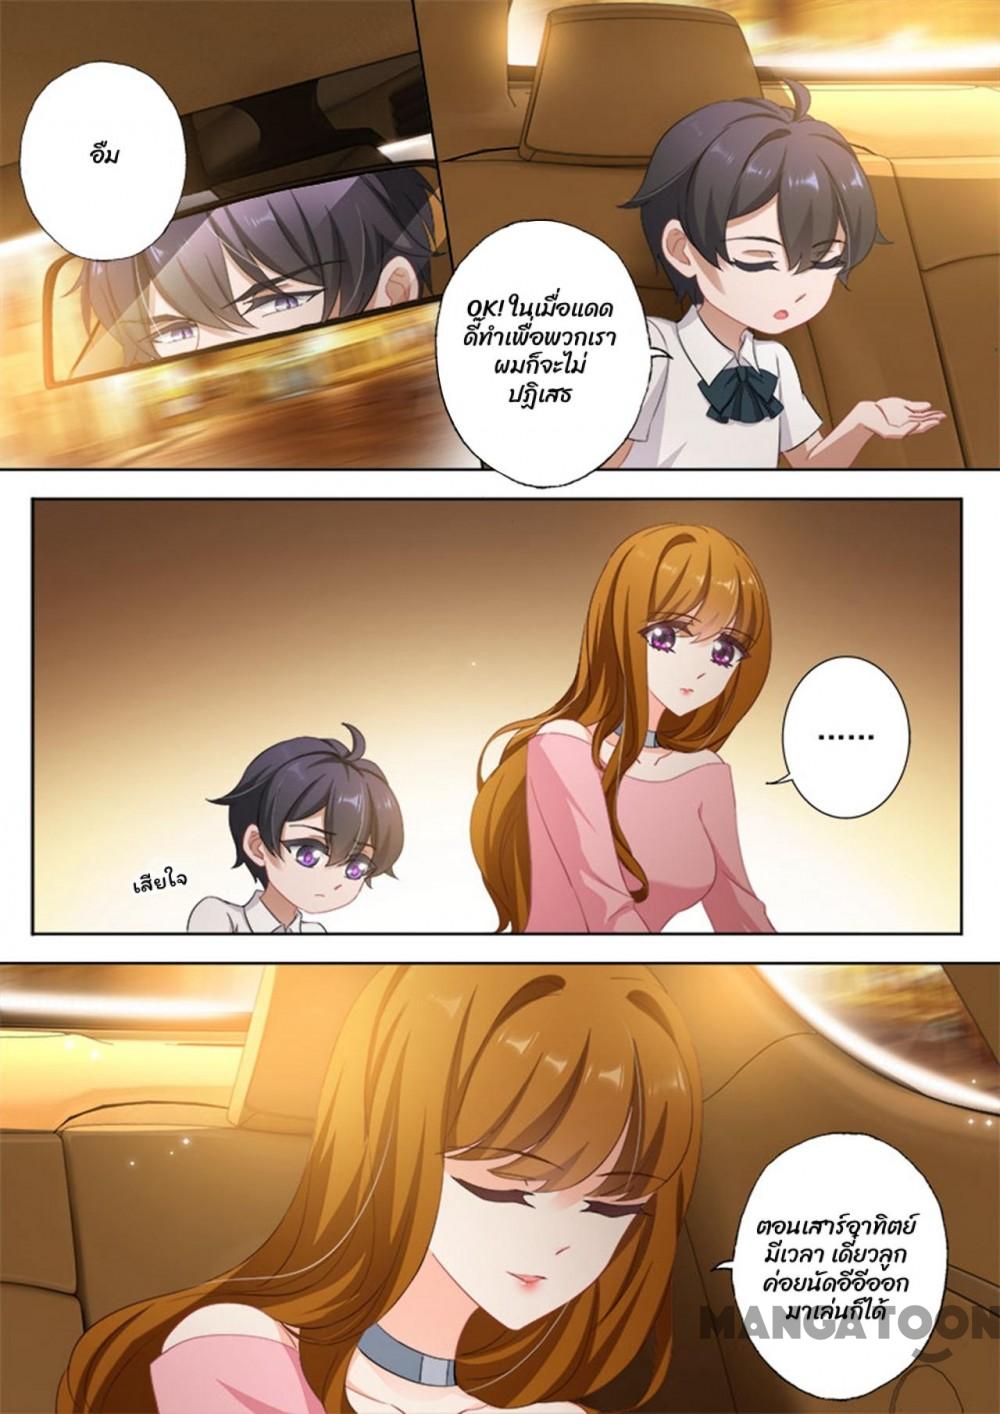 อืม
OK! ในเมื่อแดด
ดี๊ทำเพื่อพวกเรา
ผมก็จะไม่
ปฏิเสธ
......
เสียใจ
ตอนเสาร์อาทิตย์
มีเวลา เดี๋ยวลูก
ค่อยนัดอีอีออก
มาเล่นก็ได้
MANGATOON